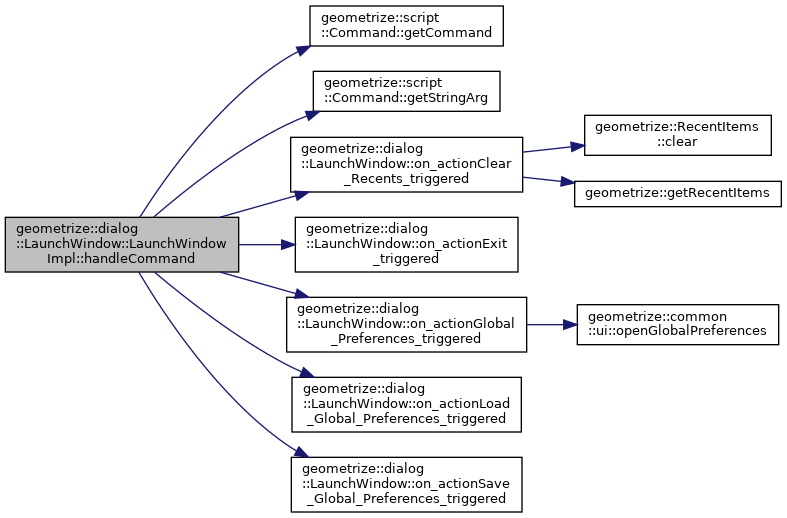 geometrize::script
::Command::getCommand
geometrize::script
::Command::getStringArg
geometrize::dialog
::LaunchWindow::on_actionClear
_Recents_triggered
geometrize::RecentItems
::clear
geometrize::getRecentItems
geometrize::dialog
::LaunchWindow::LaunchWindow
Impl::handleCommand
geometrize::dialog
::LaunchWindow::on_actionExit
_triggered
geometrize::dialog
::LaunchWindow::on_actionGlobal
_Preferences_triggered
geometrize::common
::ui::openGlobalPreferences
geometrize::dialog
::LaunchWindow::on_actionLoad
_Global_Preferences_triggered
geometrize::dialog
::LaunchWindow::on_actionSave
_Global_Preferences_triggered